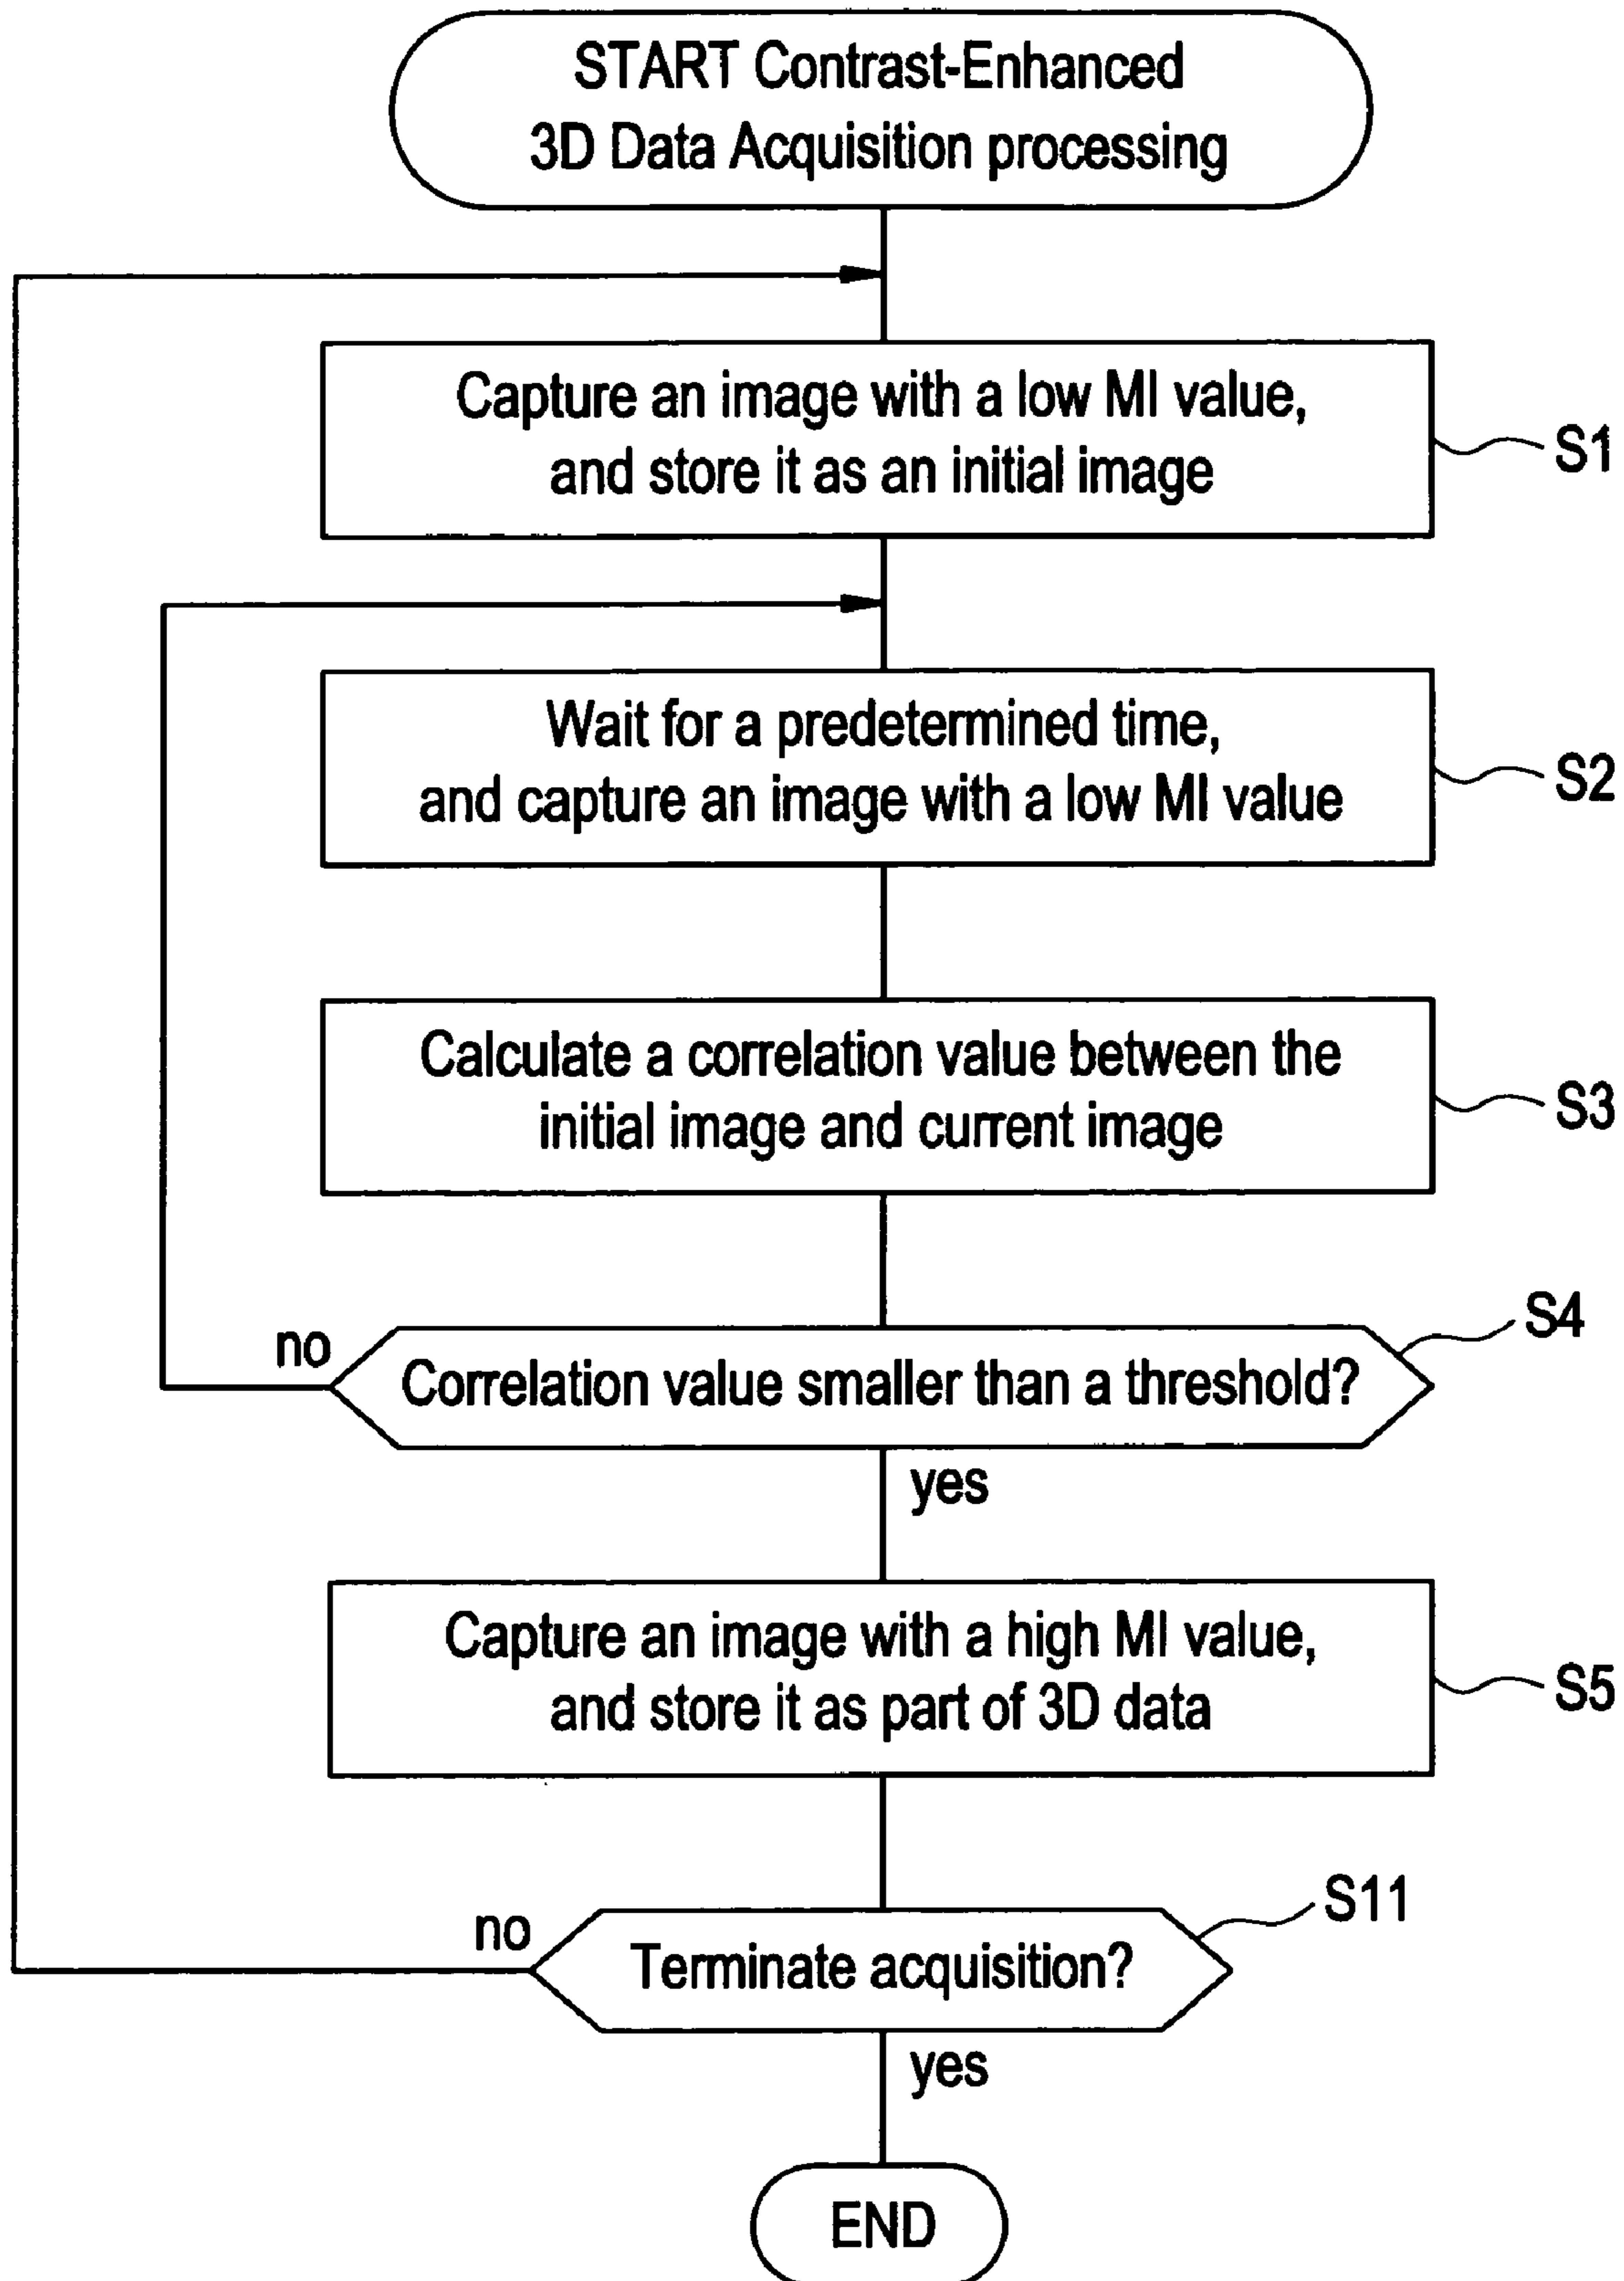 START Contrast-Enhanced
3D Data Acquisition processing
Capture an image with a low MI value,
and store it as an initial image
S1
Wait for a predetermined time,
and capture an image with a low MI value
S2
Calculate a correlation value between the
initial image and current image
S3
S4
no
Correlation value smaller than a threshold?
yes
Capture an image with a high MI value,
and store it as part of 3D data
S5
S11
no
Terminate acquisition?
yes
END